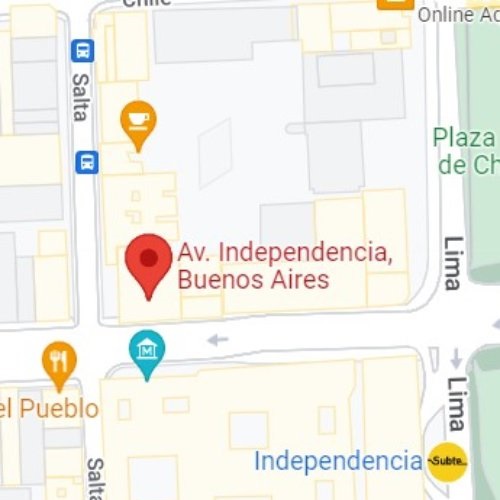 Chile
Online Ac
Salta
Plaza
de Ch
Av. Independencia,
Buenos Aires
Lima
el Pueblo
Lima
Independencia
Subte
Salta